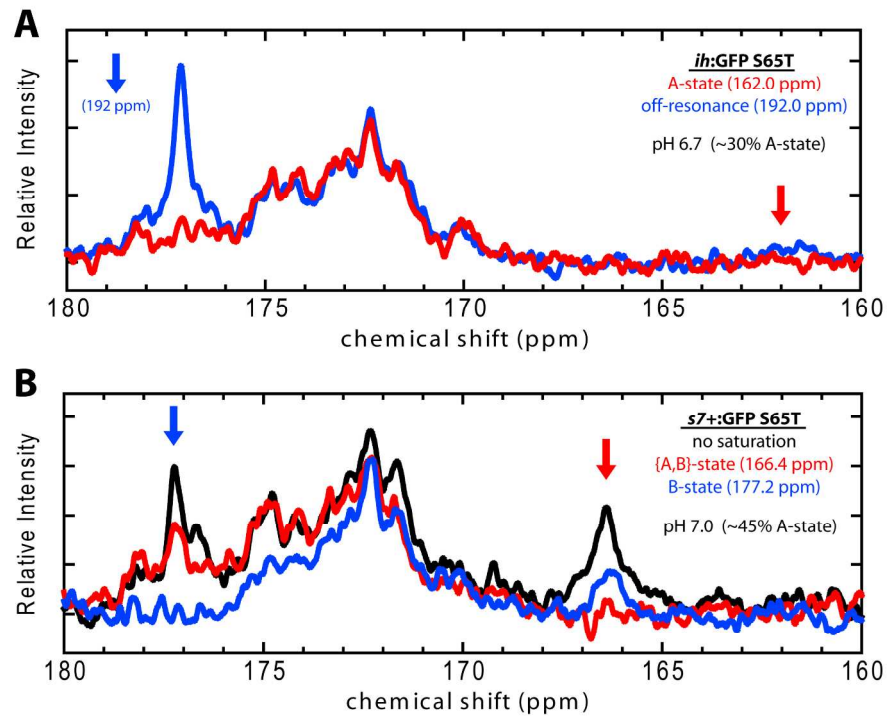 A
(192 ppm)
ih:GFP S65T
A-state (162.0 ppm)
off-resonance (192.0 ppm)
pH 6.7 (~30% A-state)
Relative Intensity
180 175 170 165 160
chemical shift (ppm)
B
s7+:GFP S65T
no saturation
{A,B}-state (166.4 ppm)
B-state (177.2 ppm)
pH 7.0 (~45% A-state)
Relative Intensity
180 175 170 165 160
chemical shift (ppm)